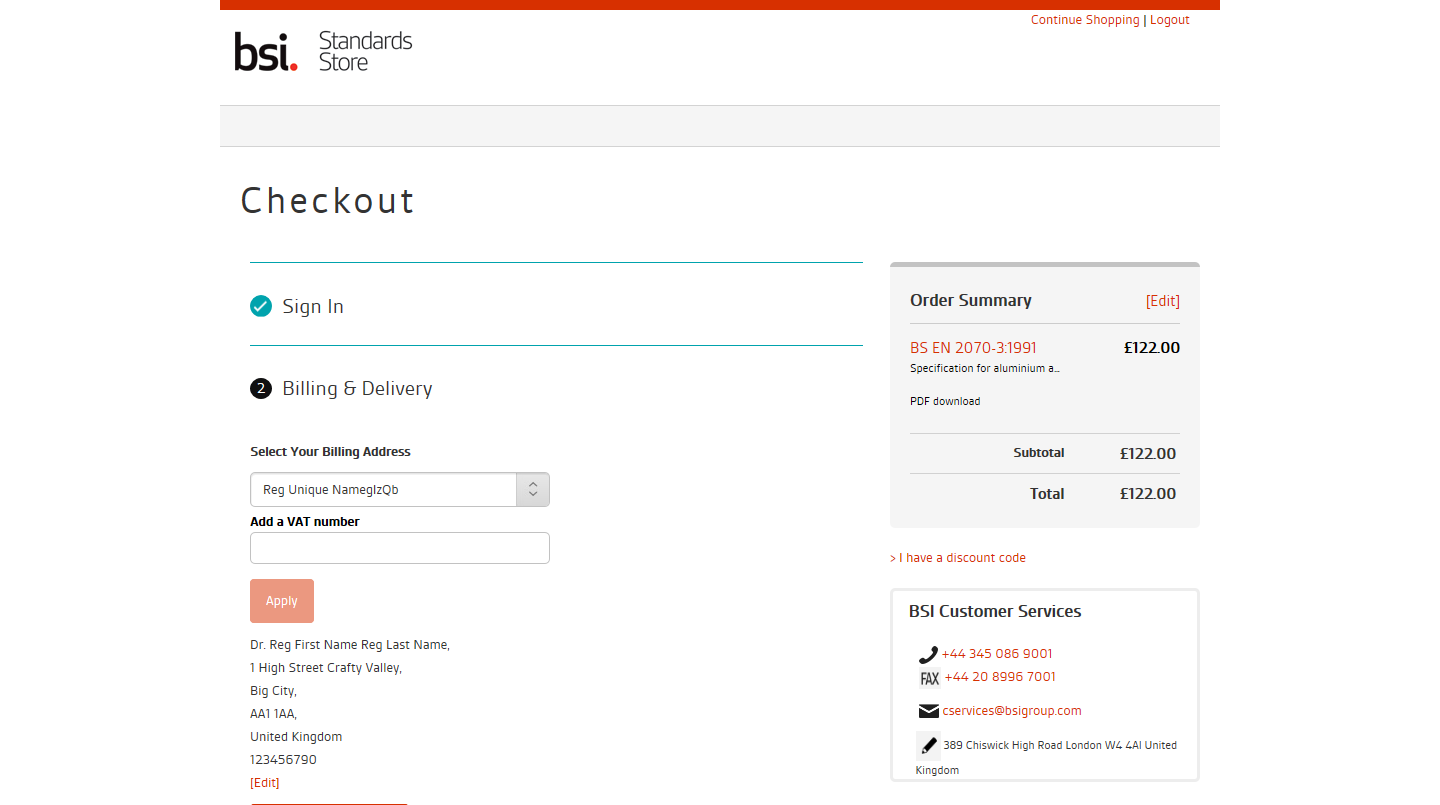 Continue Shopping | Logout
bsi. Standards Store
Checkout
Sign In
2 Billing & Delivery
Select Your Billing Address
Reg Unique NameglzQb
Add a VAT number
Apply
Dr. Reg First Name Reg Last Name,
1 High Street Crafty Valley,
Big City,
AA1 1AA,
United Kingdom
123456790
[Edit]
Order Summary [Edit]
BS EN 2070-3:1991 £122.00
Specification for aluminium a...
PDF download
Subtotal £122.00
Total £122.00
> I have a discount code
BSI Customer Services
+44 345 086 9001
FAX +44 20 8996 7001
cservices@bsigroup.com
389 Chiswick High Road London W4 4Al United
Kingdom